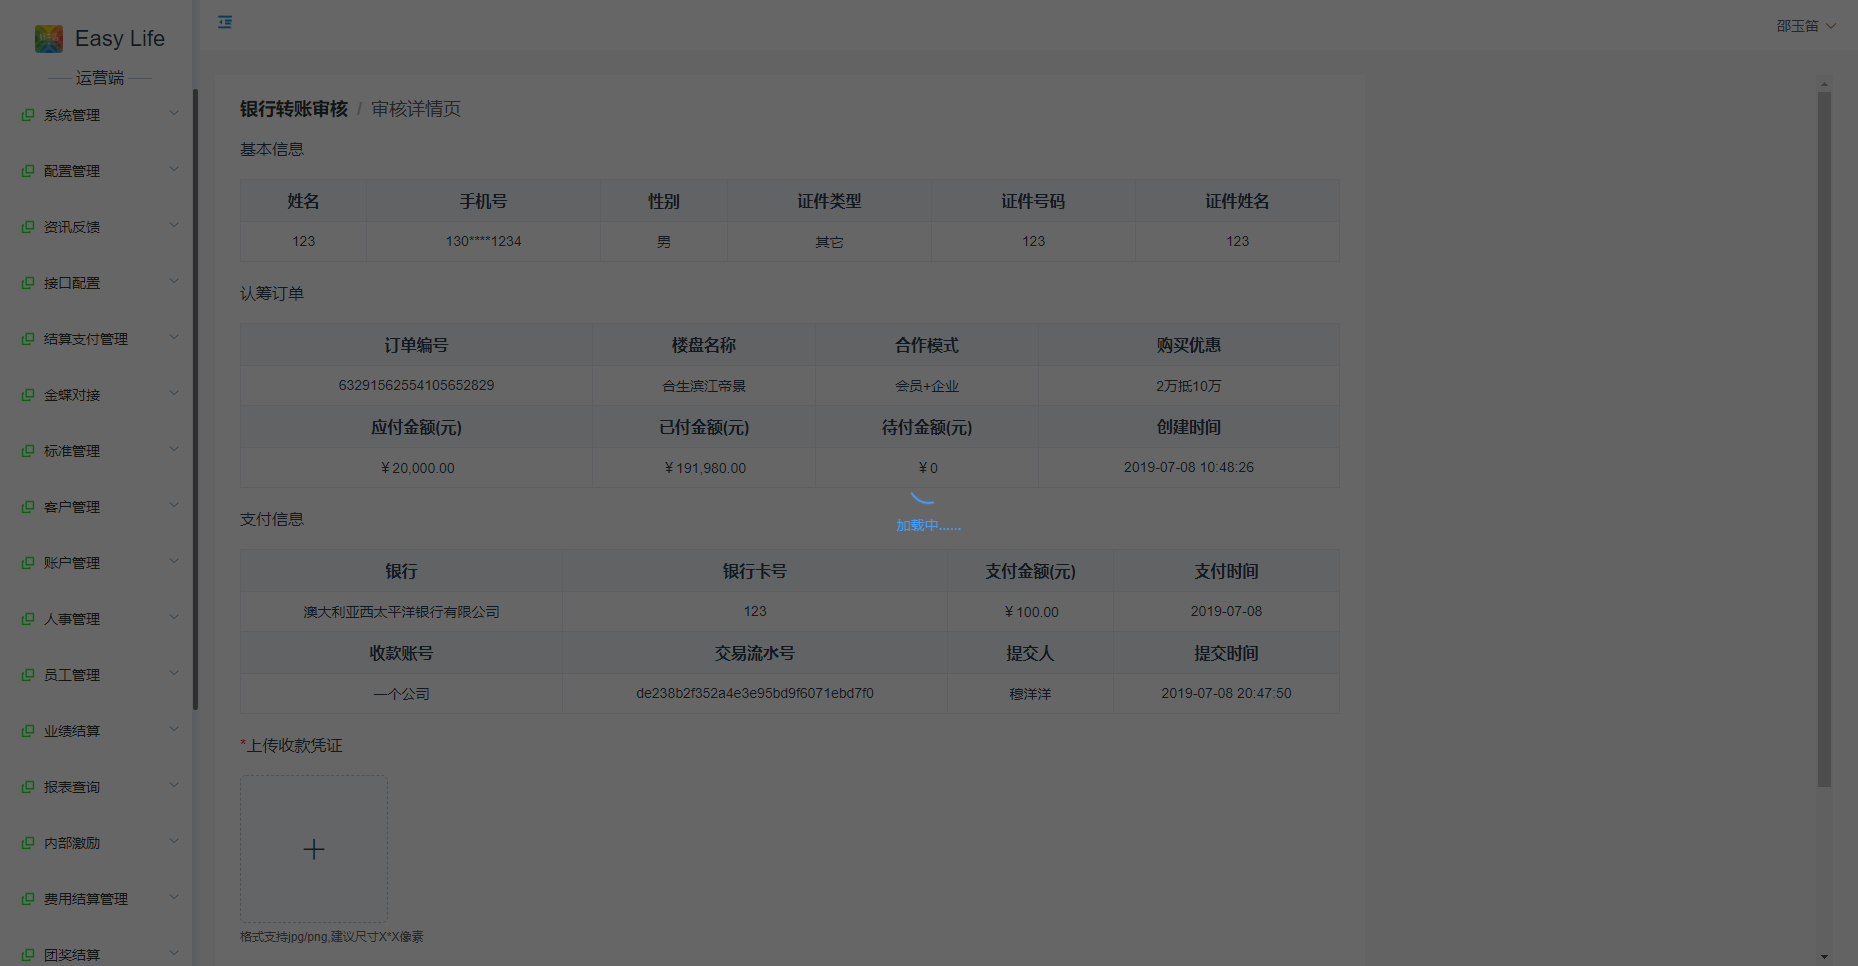 Easy Life
运营端
系统管理
配置管理
资讯反馈
接口配置
结算支付管理
金蝶对接
标准管理
客户管理
账户管理
人事管理
员工管理
业绩结算
报表查询
内部激励
费用结算管理
团奖结算
邵玉笛
银行转账审核 / 审核详情页
基本信息
姓名 手机号 性别 证件类型 证件号码 证件姓名
123 130****1234 男 其它 123 123
认筹订单
订单编号 楼盘名称 合作模式 购买优惠
63291562554105652829 合生滨江帝景 会员+企业 2万抵10万
应付金额(元) 已付金额(元) 待付金额(元) 创建时间
¥20,000.00 ¥191,980.00 ¥0 2019-07-08 10:48:26
加载中......
支付信息
银行 银行卡号 支付金额(元) 支付时间
澳大利亚西太平洋银行有限公司 123 ¥100.00 2019-07-08
收款账号 交易流水号 提交人 提交时间
一个公司 de238b2f352a4e3e95bd9f6071ebd7f0 穆洋洋 2019-07-08 20:47:50
*上传收款凭证
格式支持jpg/png,建议尺寸X*X像素